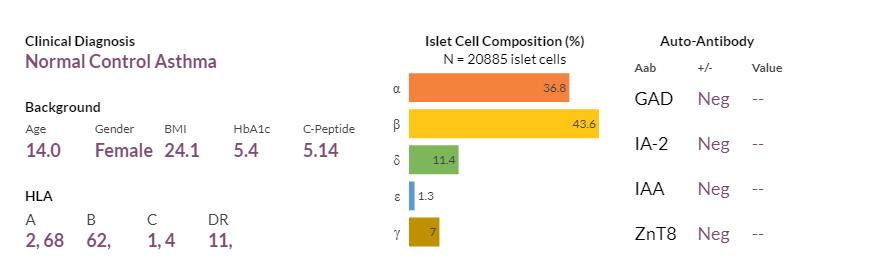 Clinical Diagnosis
Normal Control Asthma
Background
Age Gender BMI HbA1c C-Peptide
14.0 Female 24.1 5.4 5.14
HLA
A B C DR
2, 68 62, 1, 4 11,
Islet Cell Composition (%)
N = 20885 islet cells
α 36.8
β 43.6
δ 11.4
ε 1.3
γ 7
Auto-Antibody
Aab +/- Value
GAD Neg --
IA-2 Neg --
IAA Neg --
ZnT8 Neg --